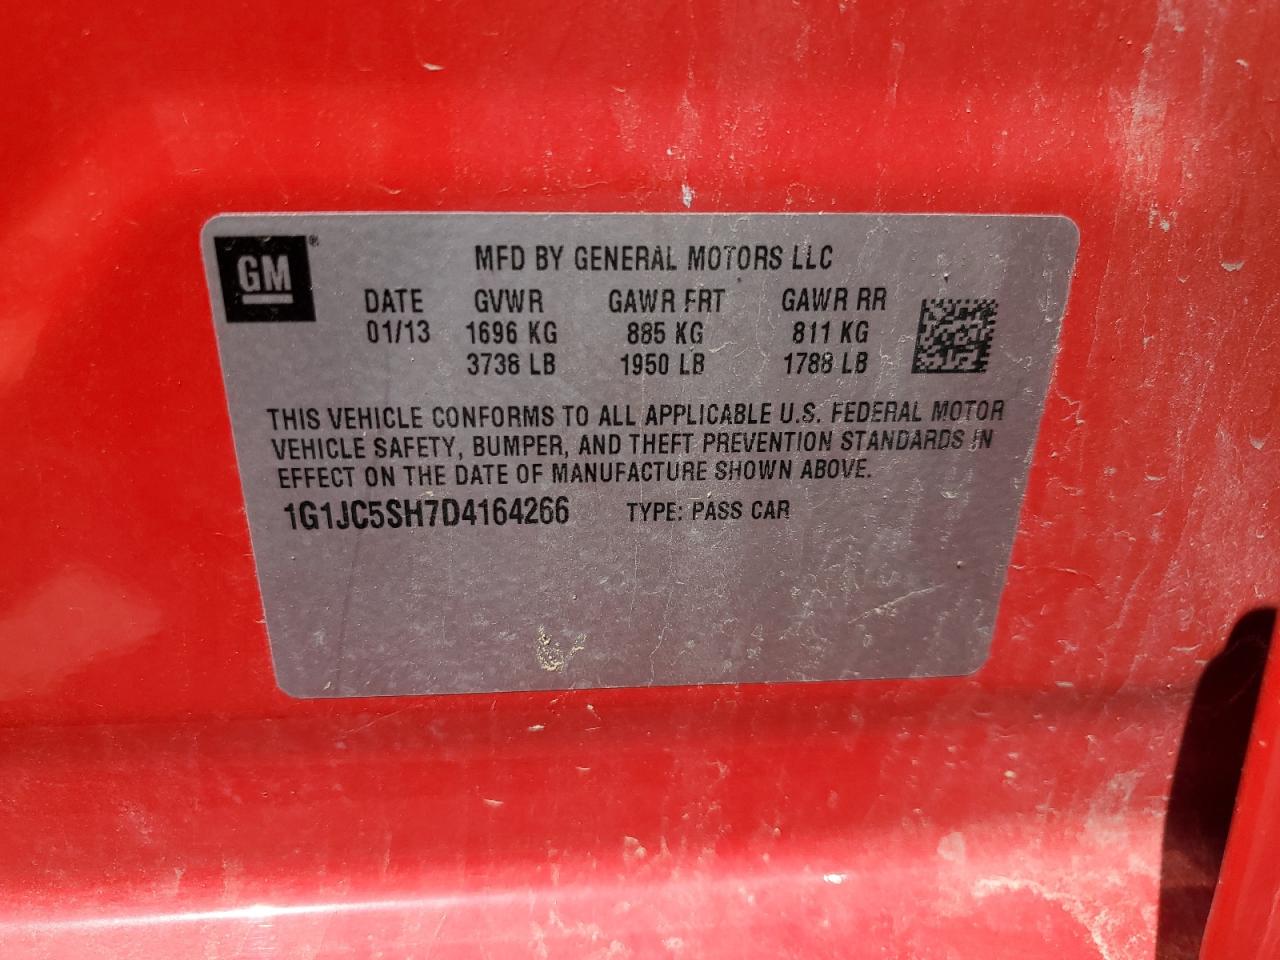 GM®
MFD BY GENERAL MOTORS LLC
DATE GVWR GAWR FRT GAWR RR
01/13 1696 KG 885 KG 811 KG
3738 LB 1950 LB 1788 LB
THIS VEHICLE CONFORMS TO ALL APPLICABLE U.S. FEDERAL MOTOR
VEHICLE SAFETY, BUMPER, AND THEFT PREVENTION STANDARDS IN
EFFECT ON THE DATE OF MANUFACTURE SHOWN ABOVE.
1G1JC5SH7D4164266 TYPE: PASS CAR